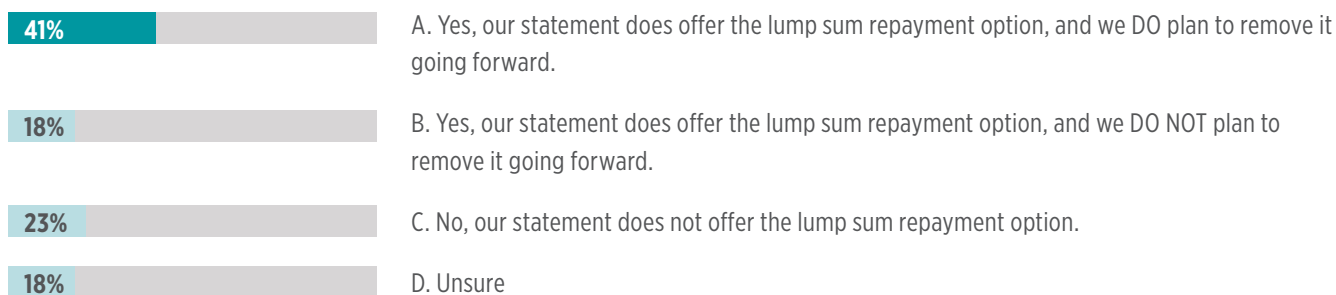 41%
A. Yes, our statement does offer the lump sum repayment option, and we DO plan to remove it
going forward.
18%
B. Yes, our statement does offer the lump sum repayment option, and we DO NOT plan to
remove it going forward.
23%
C. No, our statement does not offer the lump sum repayment option.
18%
D. Unsure